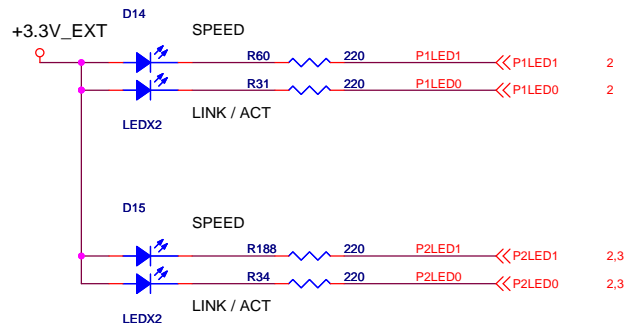 D14
+3.3V_EXT SPEED
R60 220 P1LED1 P1LED1 2
R31 220 P1LED0 P1LED0 2
LEDX2 LINK / ACT
D15
SPEED
R188 220 P2LED1 P2LED1 2,3
R34 220 P2LED0 P2LED0 2,3
LINK / ACT
LEDX2